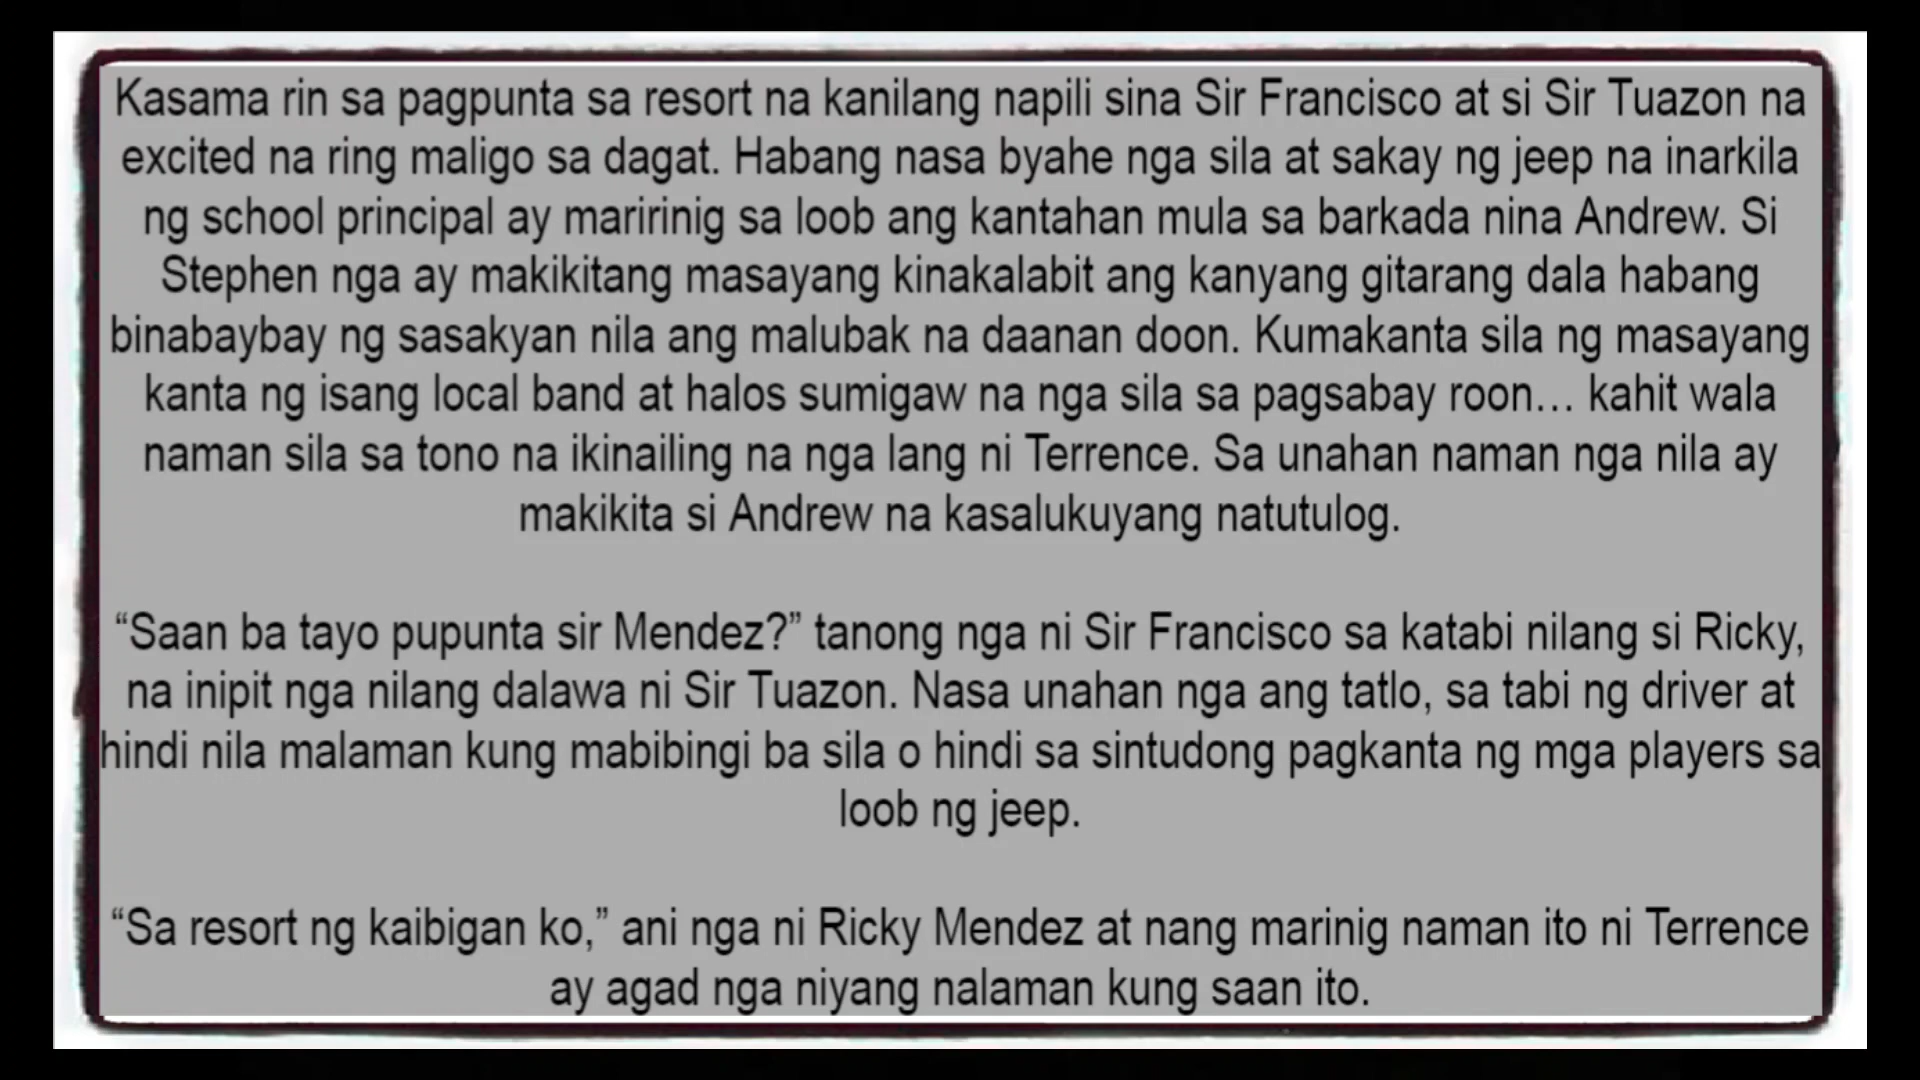 Kasama rin sa pagpunta sa resort na kanilang napili sina Sir Francisco at si Sir Tuazon na
excited na ring maligo sa dagat. Habang nasa byahe nga sila at sakay ng jeep na inarkila
ng school principal ay maririnig sa loob ang kantahan mula sa barkada nina Andrew. Si
Stephen nga ay makikitang masayang kinakalabit ang kanyang gitarang dala habang
binabaybay ng sasakyan nila ang malubak na daanan doon. Kumakanta sila ng masayang
kanta ng isang local band at halos sumigaw na nga sila sa pagsabay roon… kahit wala
naman sila sa tono na ikinailing na nga lang ni Terrence. Sa unahan naman nga nila ay
makikita si Andrew na kasalukuyang natutulog.
“Saan ba tayo pupunta sir Mendez?” tanong nga ni Sir Francisco sa katabi nilang si Ricky,
na inipit nga nilang dalawa ni Sir Tuazon. Nasa unahan nga ang tatlo, sa tabi ng driver at
hindi nila malaman kung mabibingi ba sila o hindi sa sintudong pagkanta ng mga players sa
loob ng jeep.
“Sa resort ng kaibigan ko,” ani nga ni Ricky Mendez at nang marinig naman ito ni Terrence
ay agad nga niyang nalaman kung saan ito.